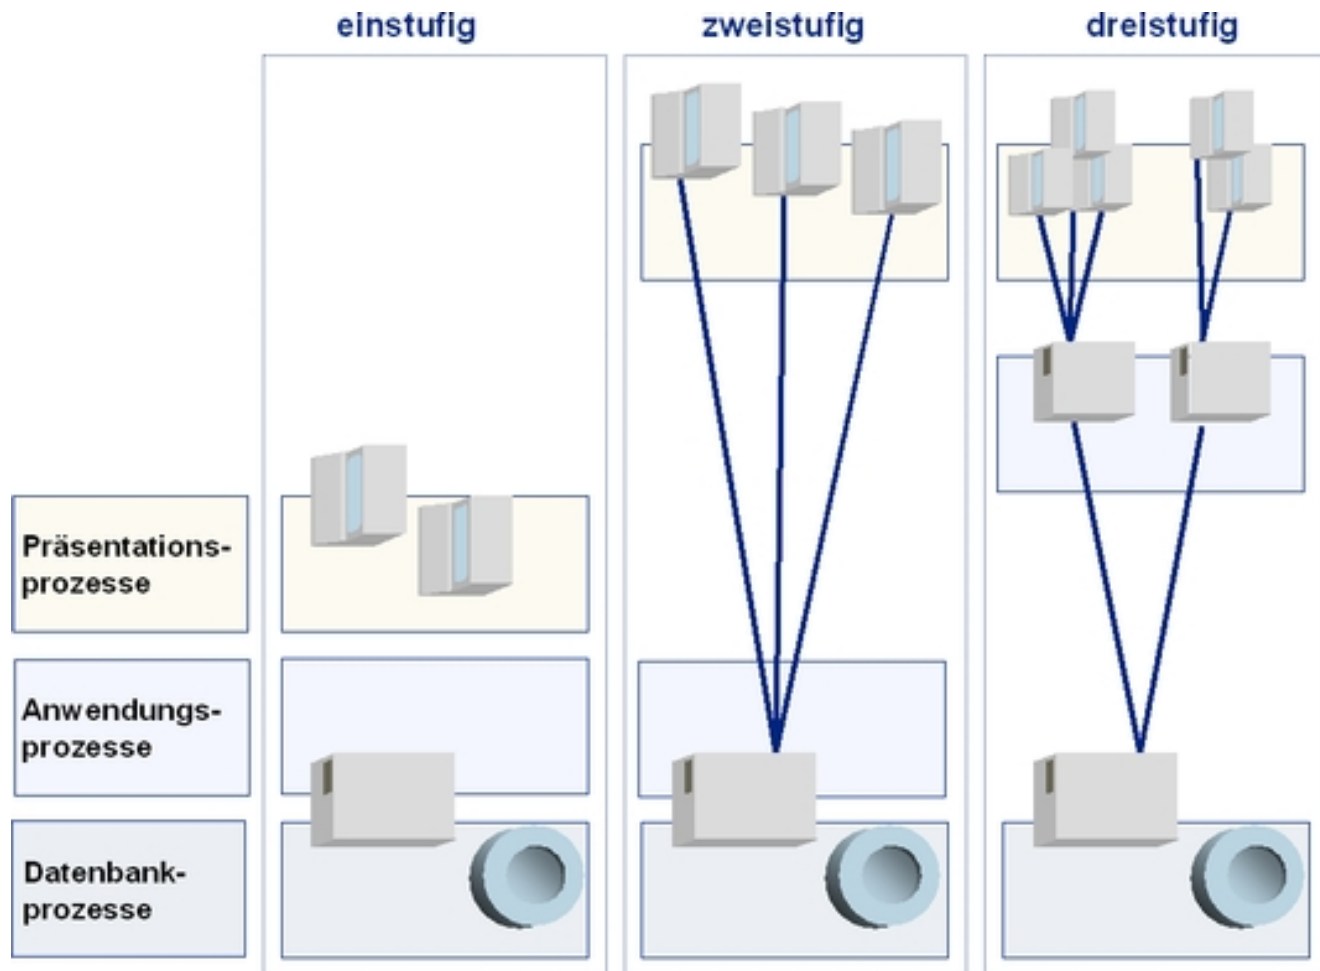 einstufig
zweistufig
dreistufig
Präsentations-
prozesse
Anwendungs-
prozesse
Datenbank-
prozesse